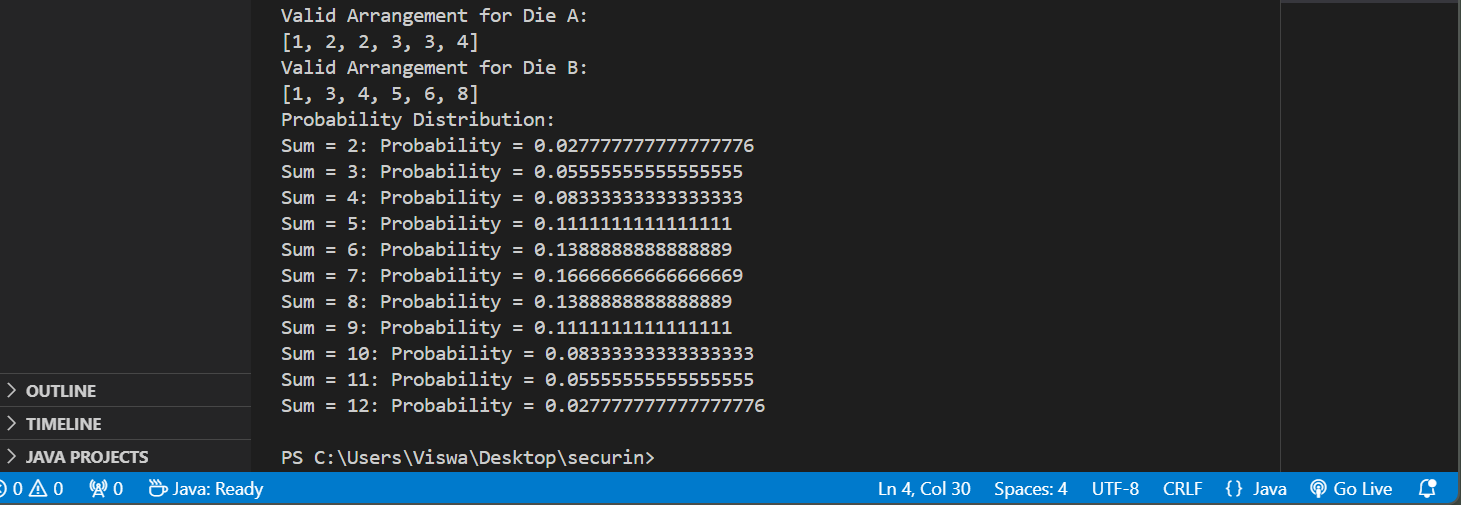 Valid Arrangement for Die A:
[1, 2, 2, 3, 3, 4]
Valid Arrangement for Die B:
[1, 3, 4, 5, 6, 8]
Probability Distribution:
Sum = 2: Probability = 0.027777777777777776
Sum = 3: Probability = 0.05555555555555555
Sum = 4: Probability = 0.08333333333333333
Sum = 5: Probability = 0.1111111111111111
Sum = 6: Probability = 0.1388888888888889
Sum = 7: Probability = 0.16666666666666669
Sum = 8: Probability = 0.1388888888888889
Sum = 9: Probability = 0.1111111111111111
Sum = 10: Probability = 0.08333333333333333
Sum = 11: Probability = 0.05555555555555555
Sum = 12: Probability = 0.027777777777777776
OUTLINE
TIMELINE
JAVA PROJECTS
PS C:\Users\Viswa\Desktop\securin>
0 0 0 Java: Ready Ln 4, Col 30 Spaces: 4 UTF-8 CRLF {} Java Go Live